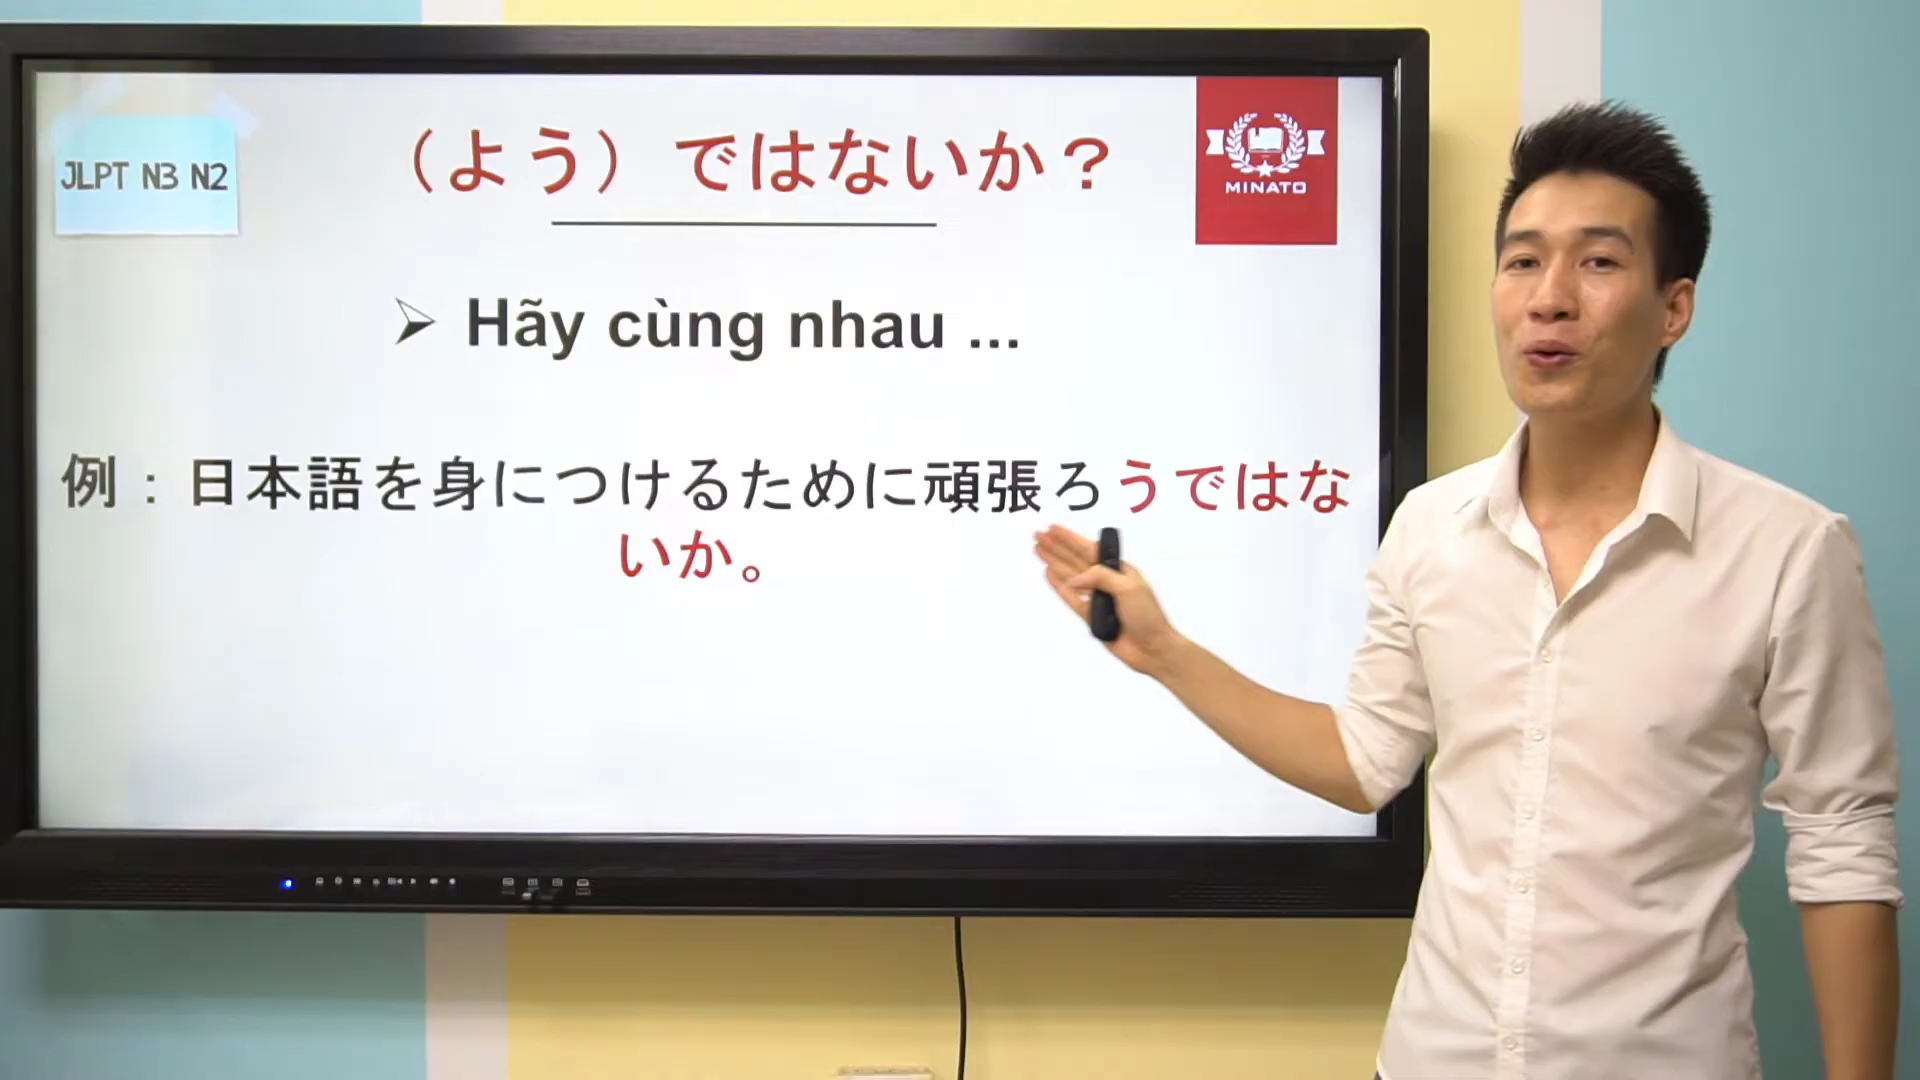 JLPT N3 N2
（よう）ではないか？
MINATO
Hãy cùng nhau ...
例：日本語を身につけるために頑張ろうではな
いか。